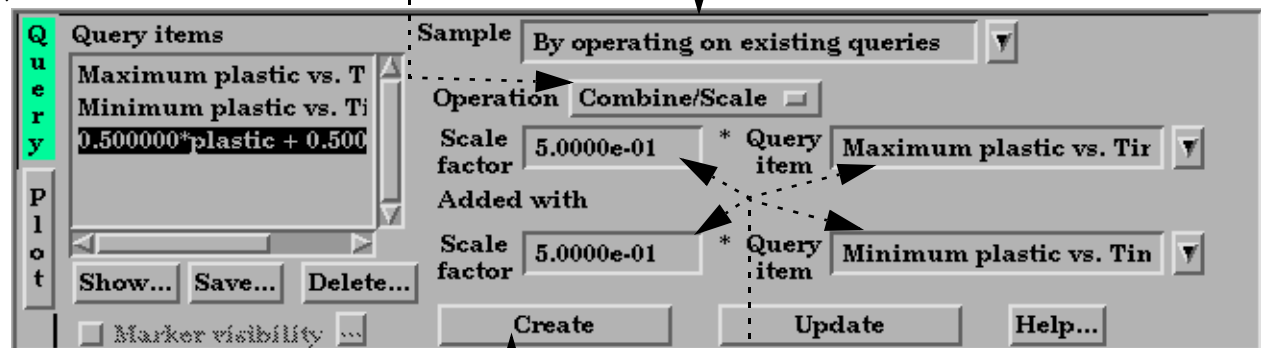 Query
Plot
Query items
Maximum plastic vs. T
Minimum plastic vs. Ti
0.500000*plastic + 0.500
Show... Save... Delete...
Marker visibility ...
Sample By operating on existing queries
Operation Combine/Scale
Scale factor 5.0000e-01 * Query item Maximum plastic vs. Tir
Added with
Scale factor 5.0000e-01 * Query item Minimum plastic vs. Tin
Create Update Help...